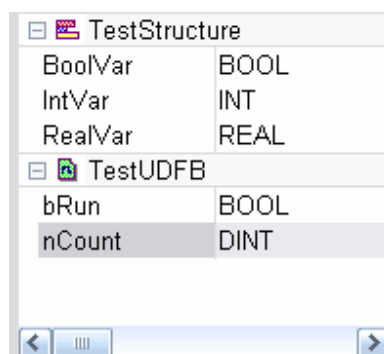 TestStructure
BoolVar BOOL
IntVar INT
RealVar REAL
TestUDFB
bRun BOOL
nCount DINT